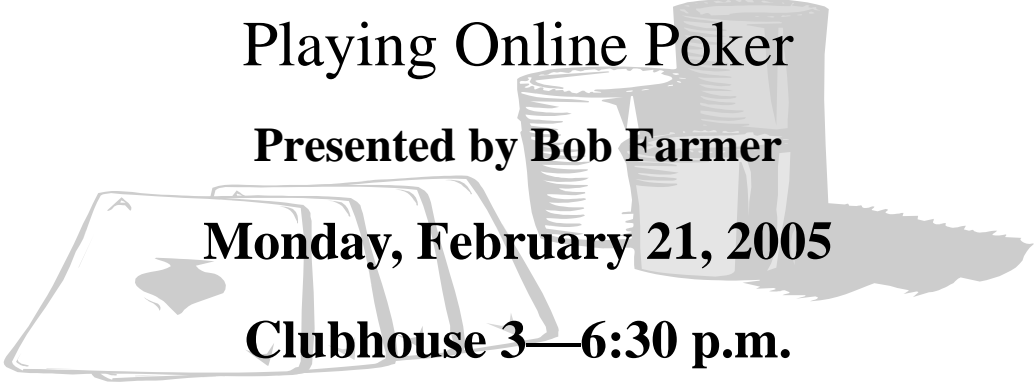 Playing Online Poker
Presented by Bob Farmer
Monday, February 21, 2005
Clubhouse 3—6:30 p.m.